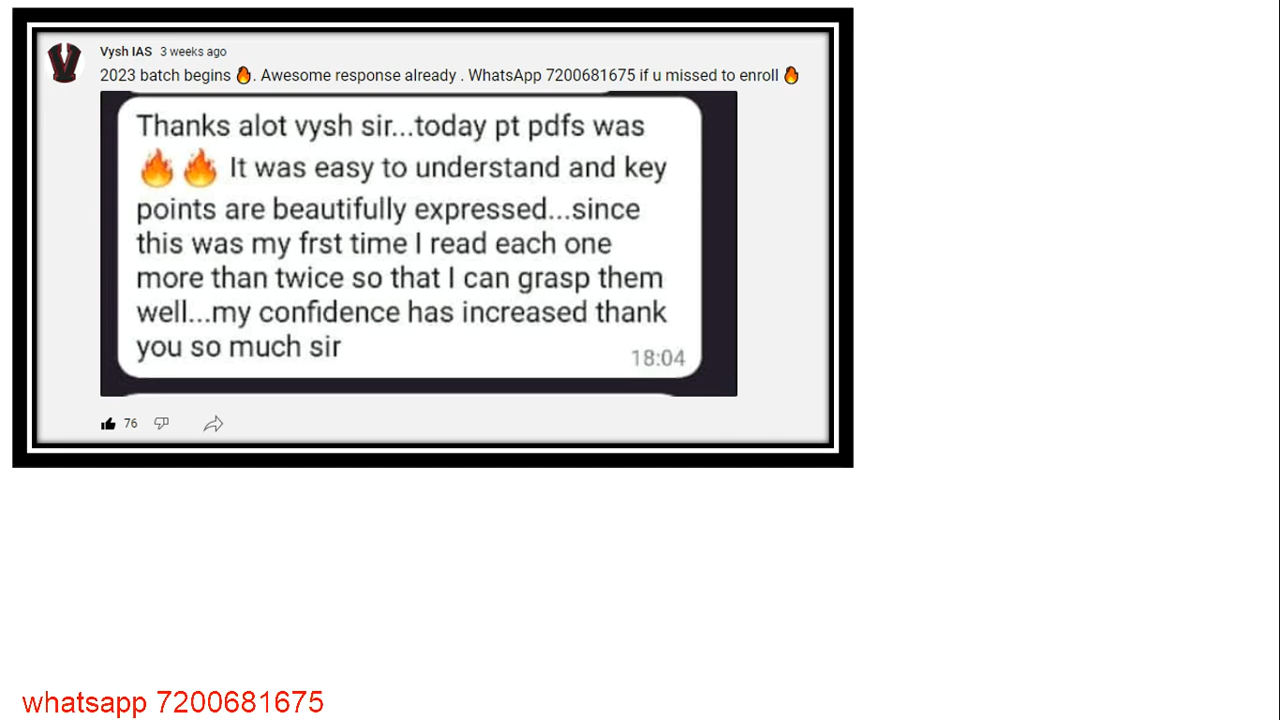 Vysh IAS 3 weeks ago
2023 batch begins 🔥. Awesome response already . WhatsApp 7200681675 if u missed to enroll 🔥
Thanks alot vysh sir...today pt pdfs was
🔥🔥 It was easy to understand and key
points are beautifully expressed...since
this was my frst time I read each one
more than twice so that I can grasp them
well...my confidence has increased thank
you so much sir
18:04
76
whatsapp 7200681675